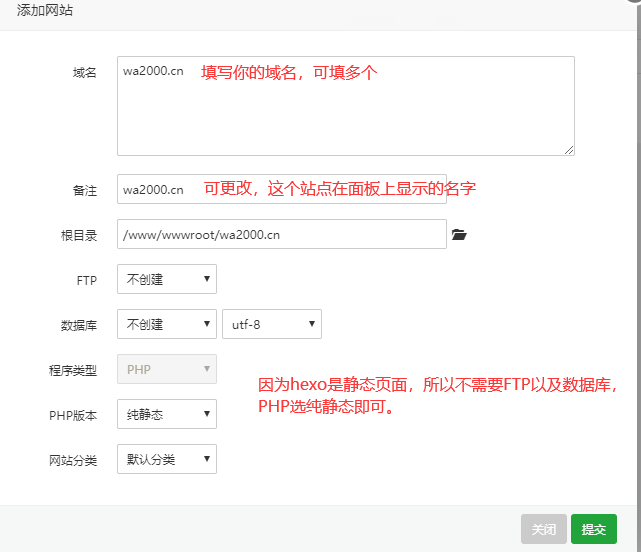 添加网站
域名
wa2000.cn 填写你的域名，可填多个
备注
wa2000.cn 可更改，这个站点在面板上显示的名字
根目录
/www/wwwroot/wa2000.cn
FTP
不创建
数据库
不创建 utf-8
程序类型
PHP
因为hexo是静态页面，所以不需要FTP以及数据库，
PHP选纯静态即可。
PHP版本
纯静态
网站分类
默认分类
关闭 提交